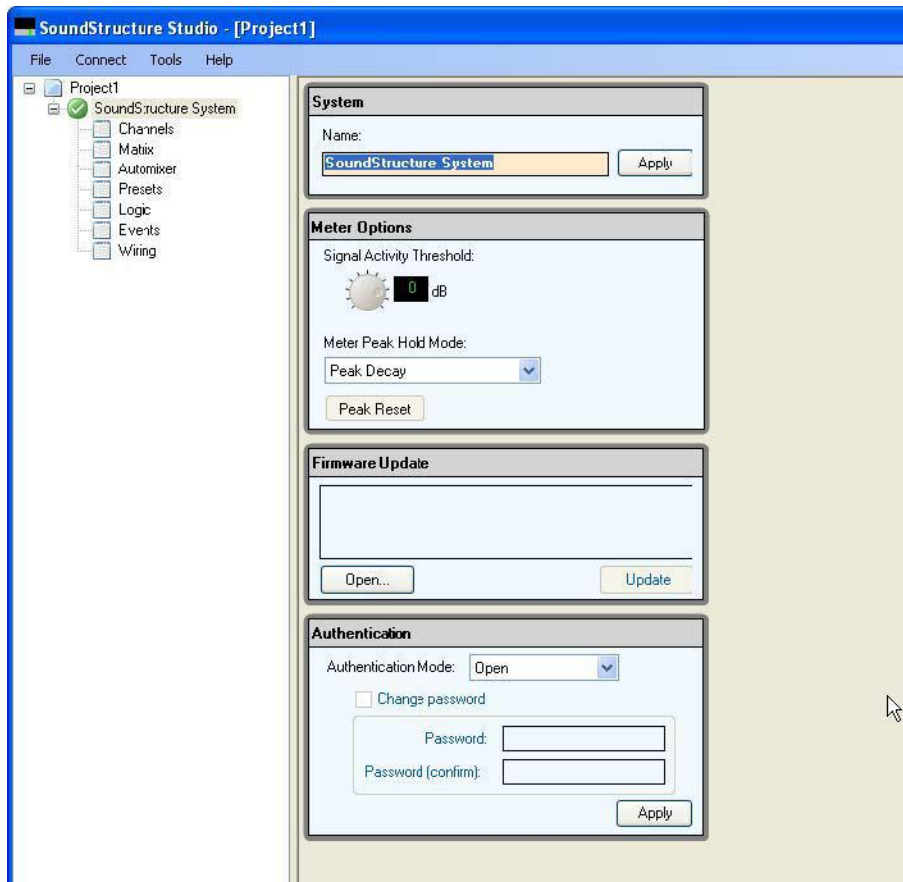 SoundStructure Studio - [Project1]
File Connect Tools Help
Project1
SoundStructure System
Channels
Matrix
Automixer
Presets
Logic
Events
Wiring
System
Name:
SoundStructure System
Apply
Meter Options
Signal Activity Threshold:
0 dB
Meter Peak Hold Mode:
Peak Decay
Peak Reset
Firmware Update
Open...
Update
Authentication
Authentication Mode: Open
Change password
Password:
Password (confirm):
Apply